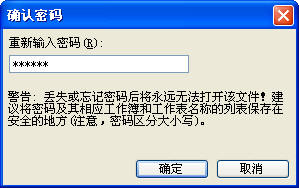 确认密码
重新输入密码(R):
******
警告: 丢失或忘记密码后将永远无法打开该文件! 建
议将密码及其相应工作簿和工作表名称的列表保存在
安全的地方(注意,密码区分大小写)。
确定 取消